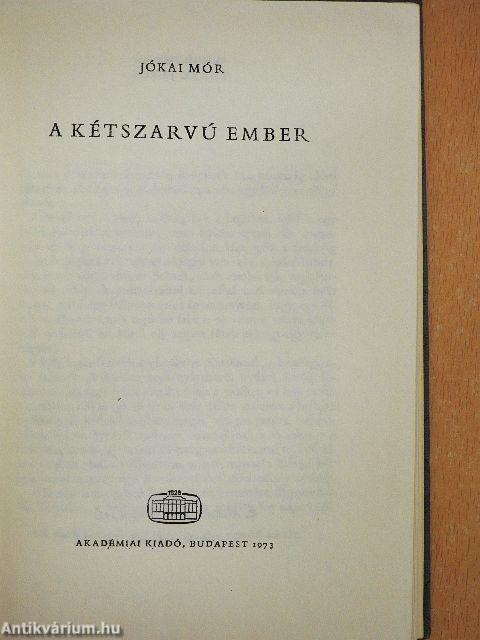 JÓKAI MÓR
A KÉTSZARVÚ EMBER
1828
AKADÉMIAI KIADÓ, BUDAPEST 1973
Antikvárium.hu